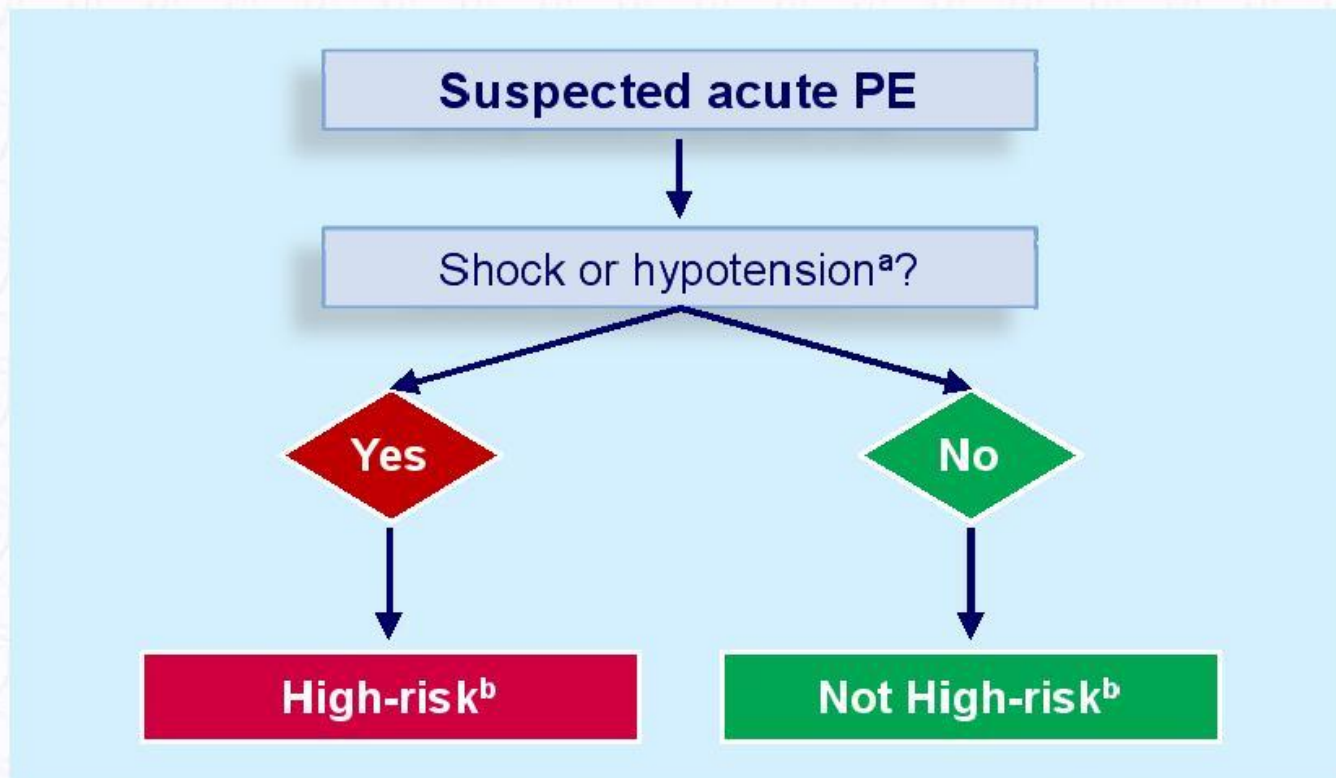 Suspected acute PE
Shock or hypotensionᵃ?
Yes
No
High-riskᵇ
Not High-riskᵇ